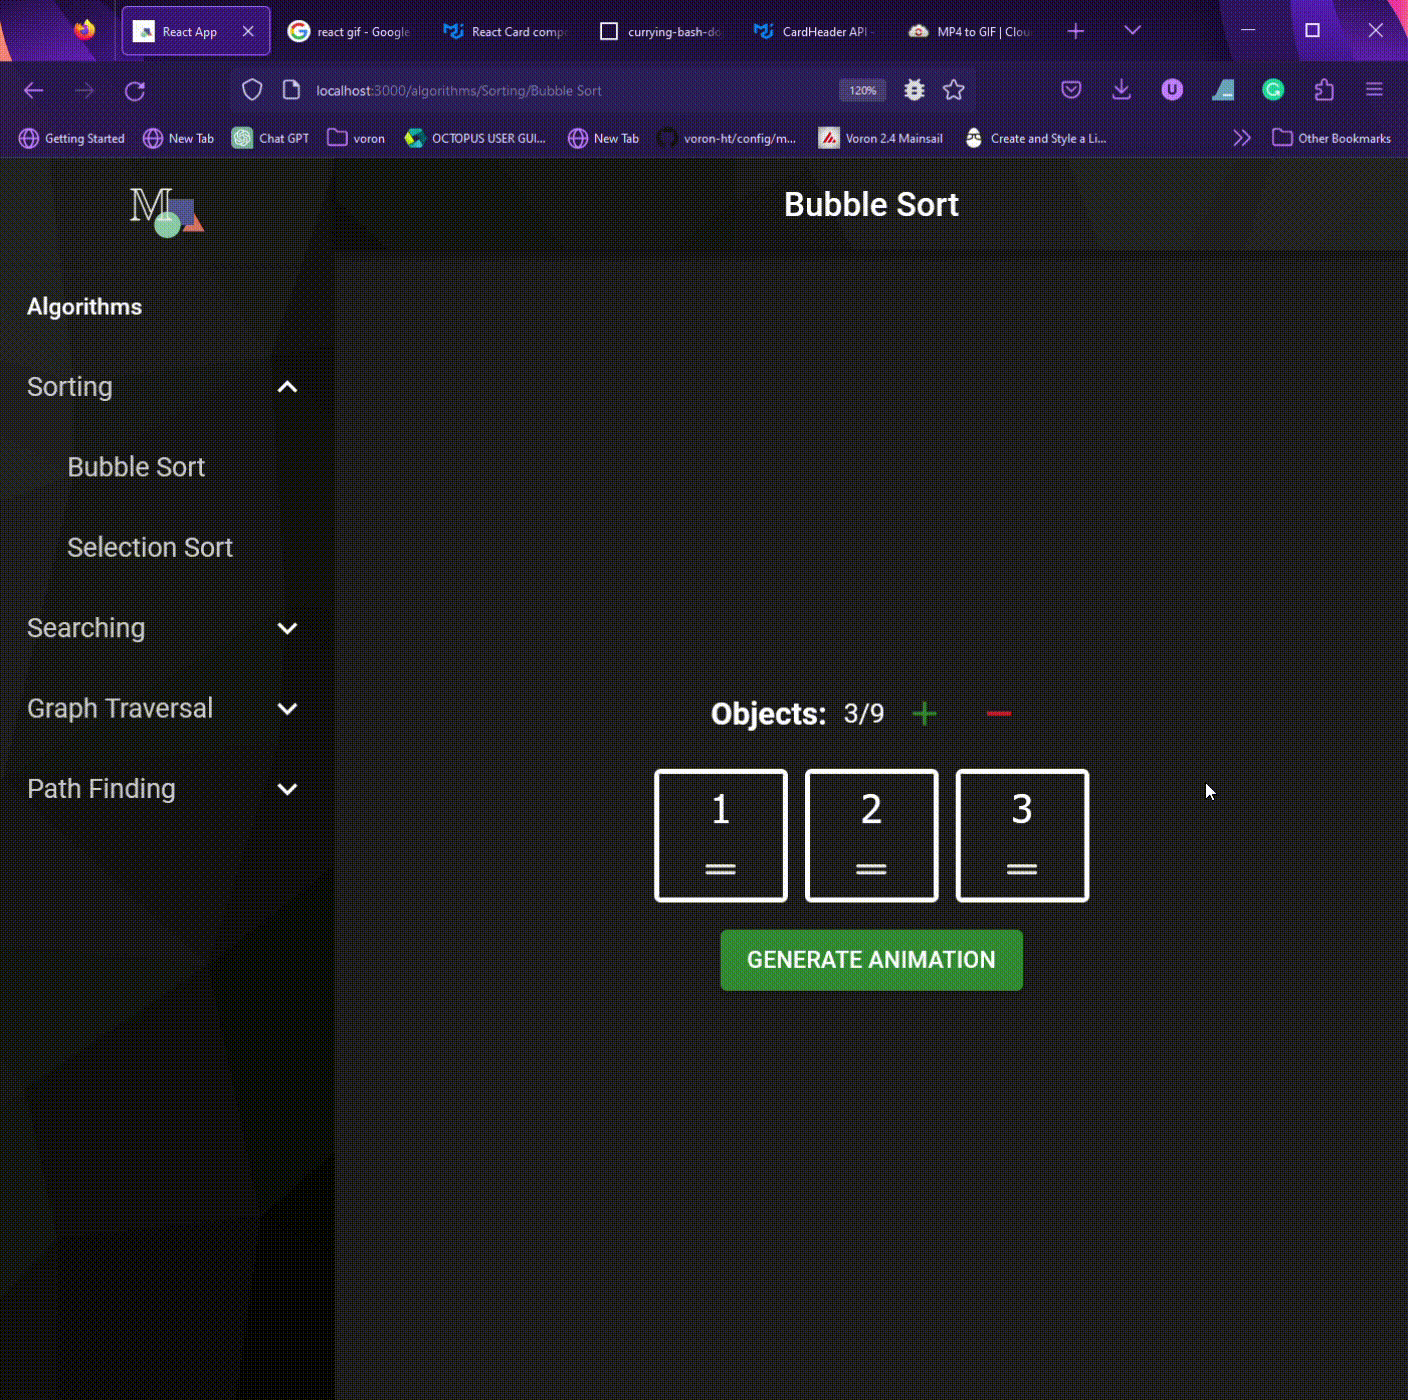 React App
react gif - Google
React Card comp
currying-bash-do
CardHeader API -
MP4 to GIF | Clou
localhost:3000/algorithms/Sorting/Bubble Sort
120%
Getting Started
New Tab
Chat GPT
voron
OCTOPUS USER GUI...
New Tab
voron-ht/config/m...
Voron 2.4 Mainsail
Create and Style a Li...
Other Bookmarks
M
Bubble Sort
Algorithms
Sorting
Bubble Sort
Selection Sort
Searching
Graph Traversal
Path Finding
Objects: 3/9
1 2 3
GENERATE ANIMATION